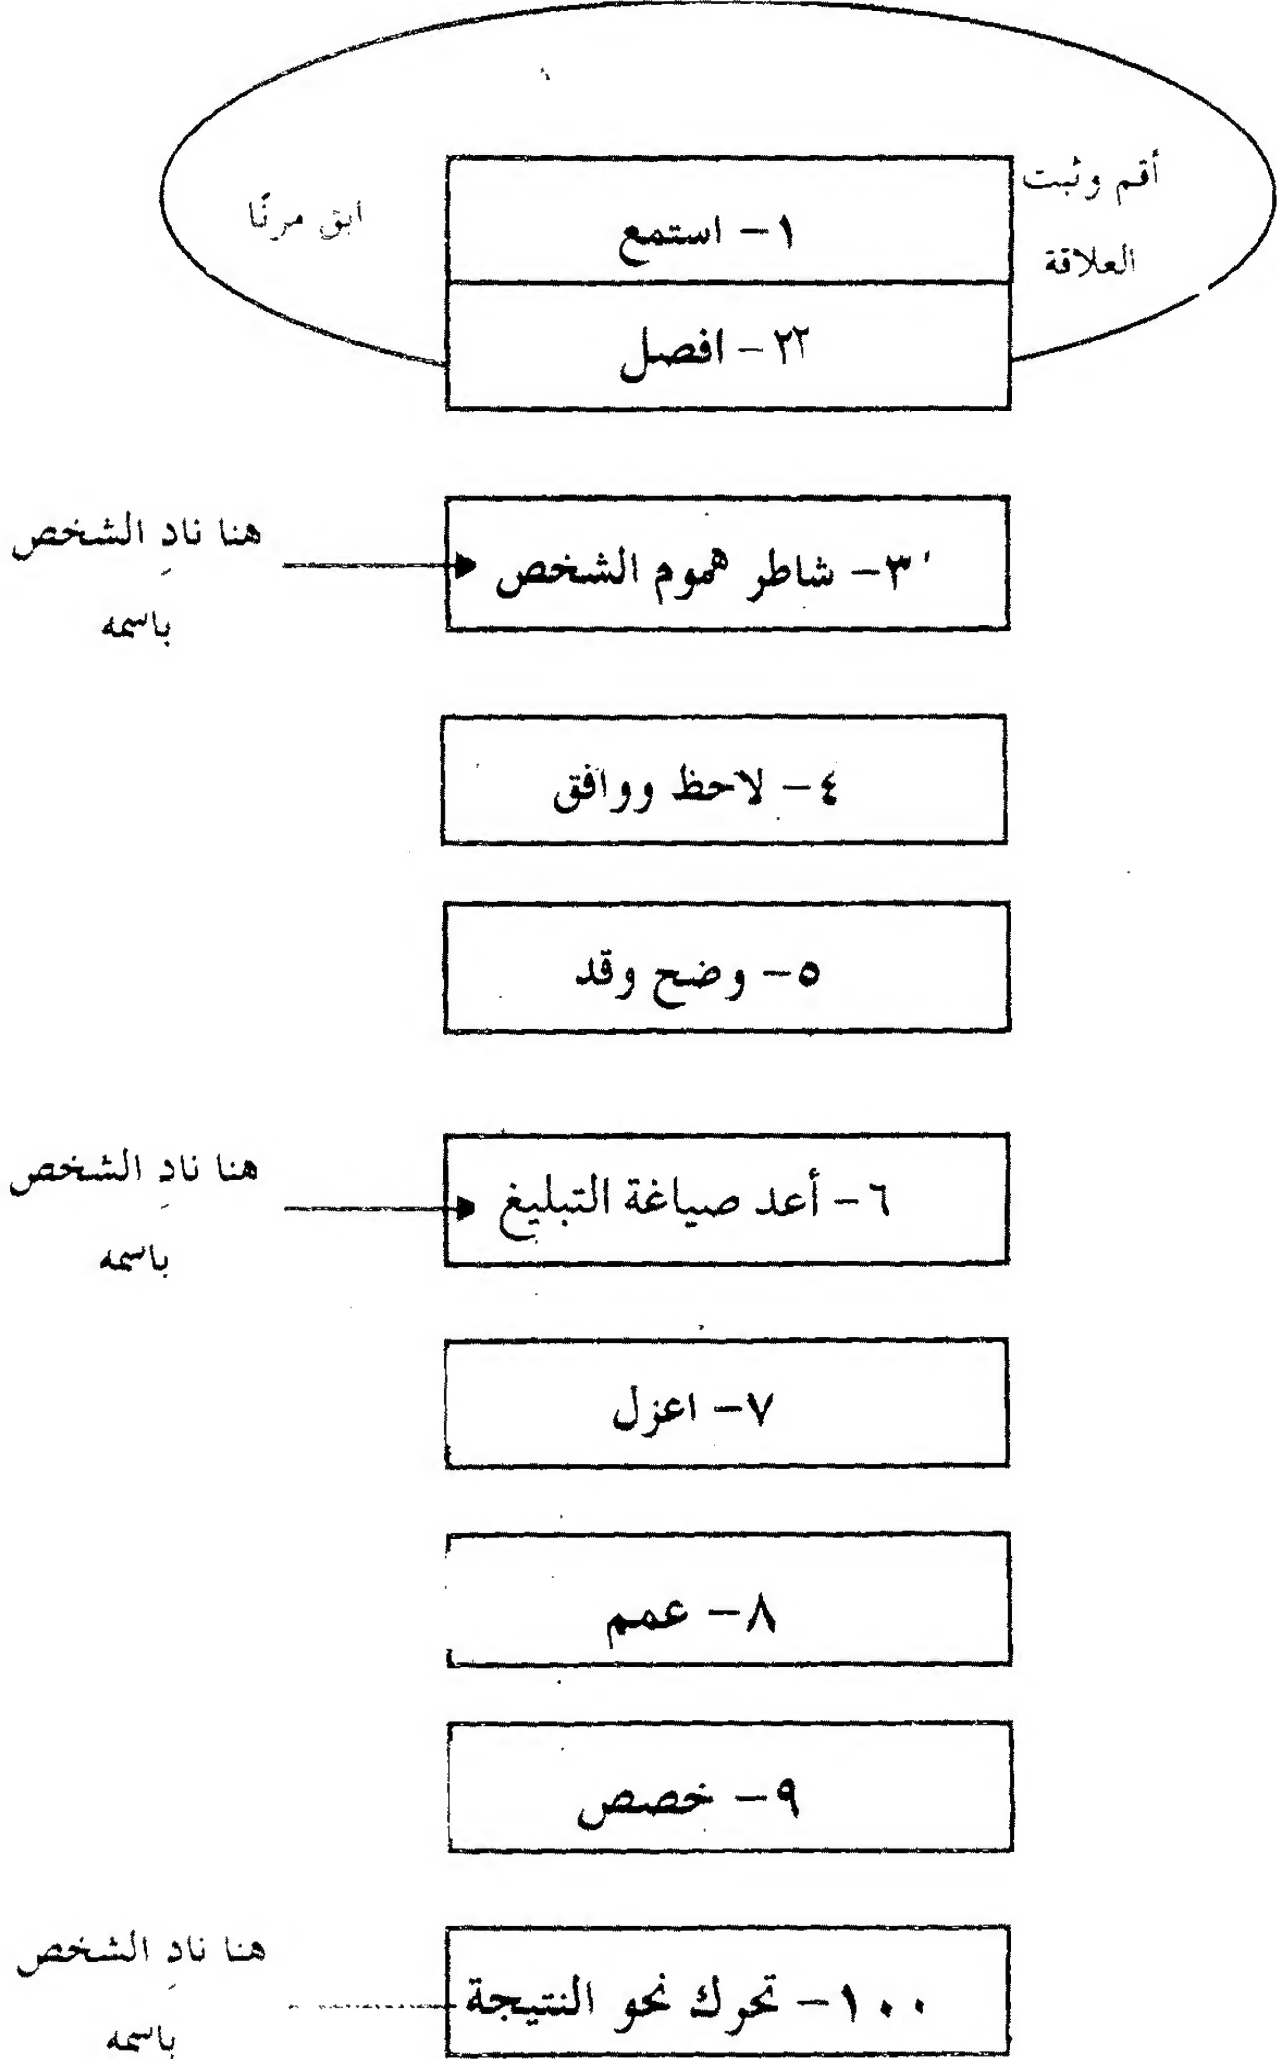 أقم وثبت
العلاقة
١- استمع
ابق مرنًا
٢٢- افصل
٣- شاطر هموم الشخص
هنا نادِ الشخص
باسمه
٤- لاحظ ووافق
٥- وضح وقد
٦- أعد صياغة التبليغ
هنا نادِ الشخص
باسمه
٧- اعزل
٨- عمم
٩- خصص
١٠٠- تحرك نحو النتيجة
هنا نادِ الشخص
باسمه